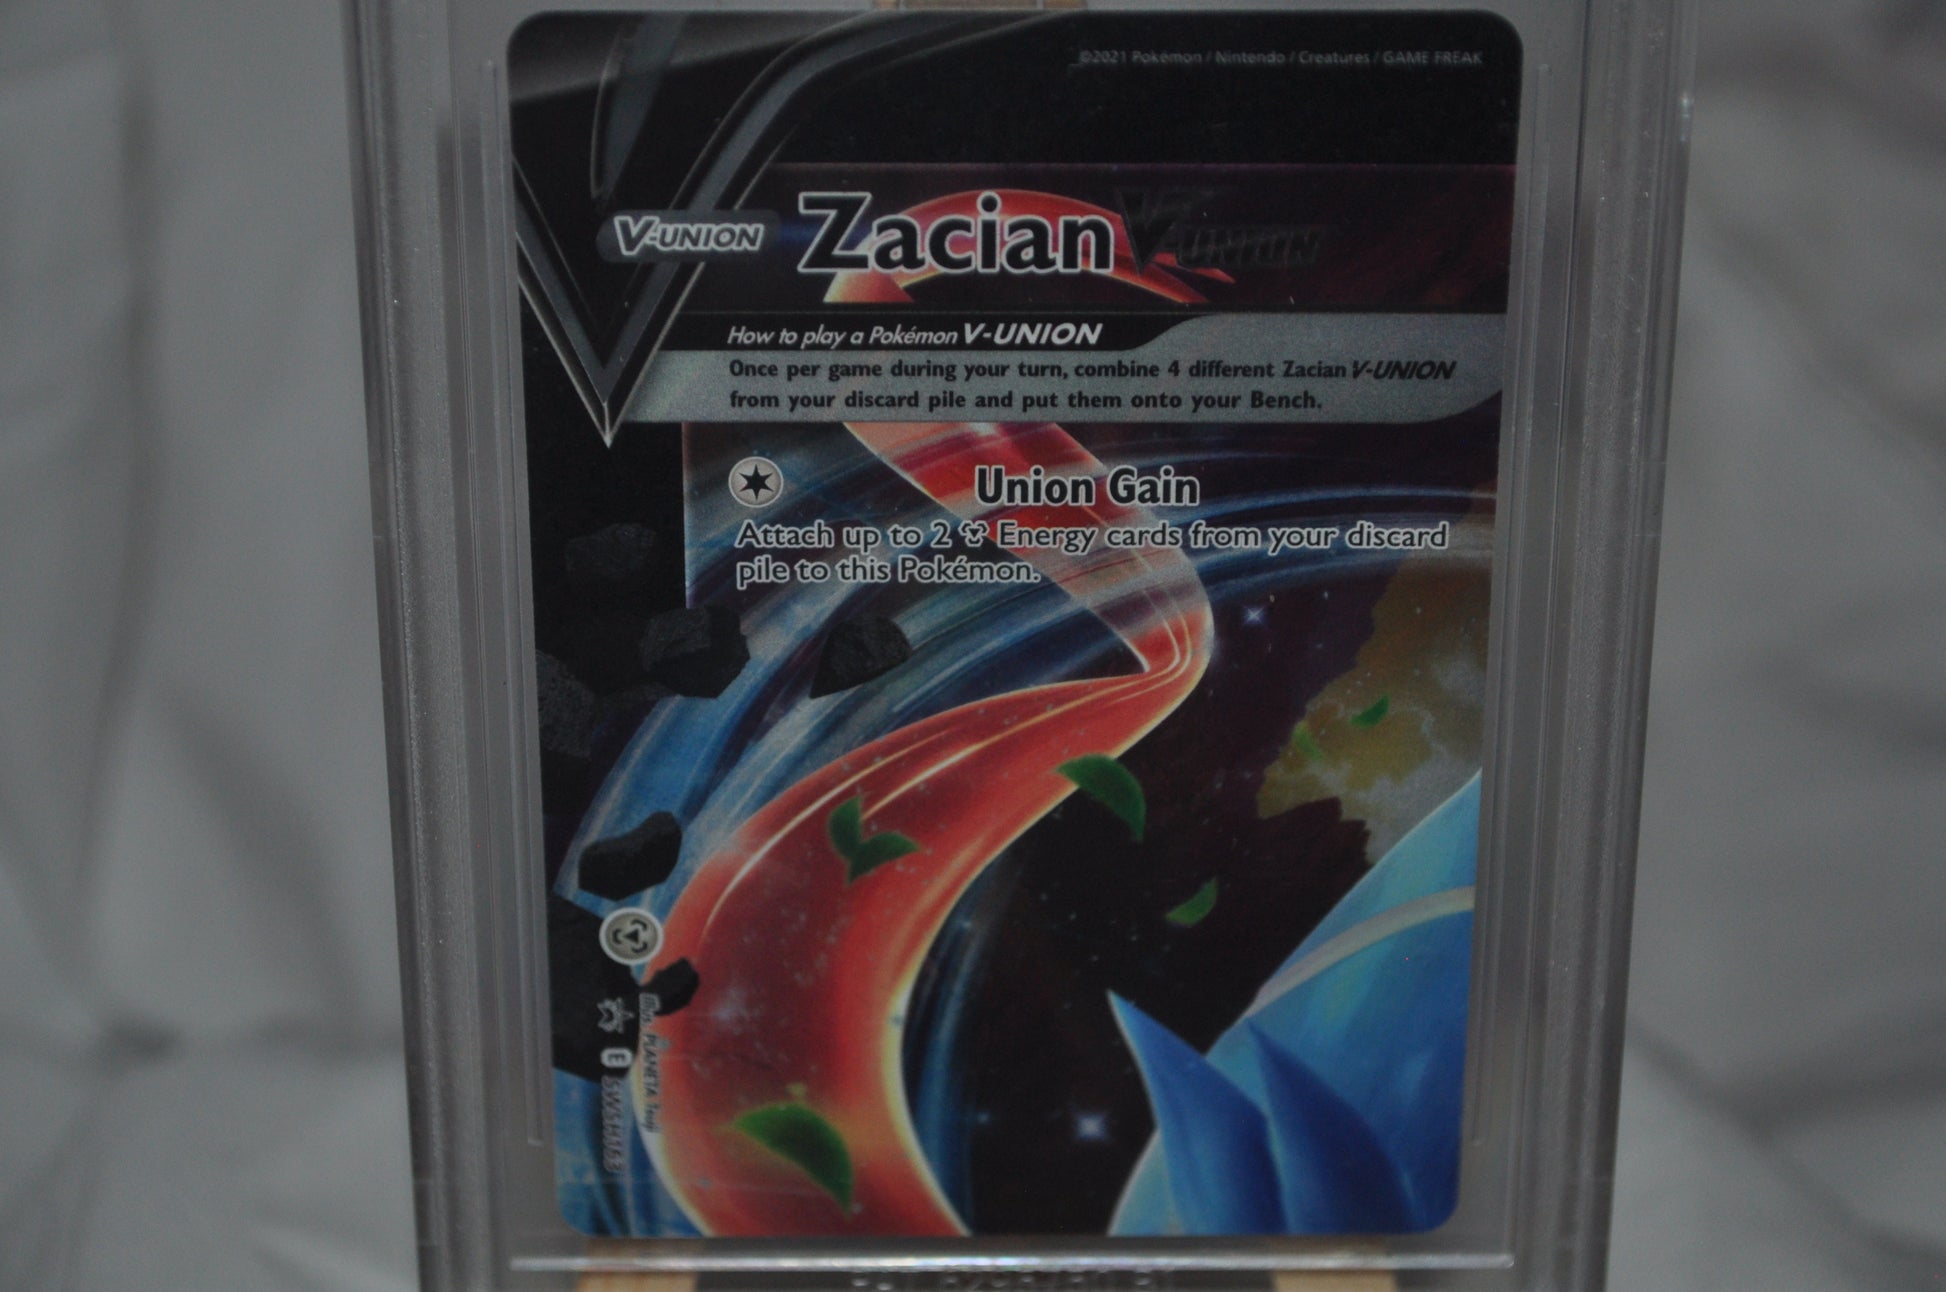 ©2021 Pokémon / Nintendo / Creatures / GAME FREAK
V-UNION Zacian V-UNION
How to play a Pokémon V-UNION
Once per game during your turn, combine 4 different Zacian V-UNION
from your discard pile and put them onto your Bench.
Union Gain
Attach up to 2 Energy cards from your discard
pile to this Pokémon.
Illus. PLANETA Tsuji
E SWSH163